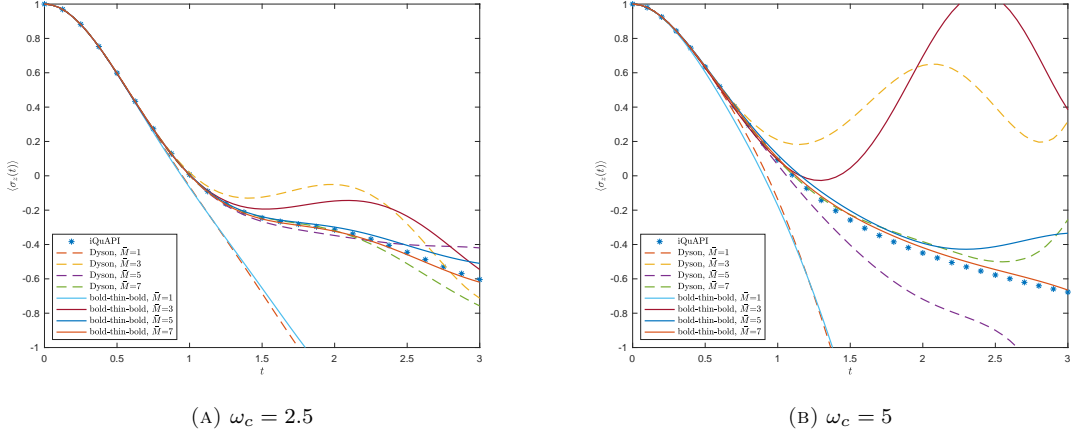 1
0.8
0.6
0.4
0.2
0
-0.2
-0.4
-0.6
-0.8
-1
⟨σz(t)⟩
iQuAPI
Dyson, M̄=1
Dyson, M̄=3
Dyson, M̄=5
Dyson, M̄=7
bold-thin-bold, M̄=1
bold-thin-bold, M̄=3
bold-thin-bold, M̄=5
bold-thin-bold, M̄=7
0 0.5 1 1.5 2 2.5 3
t
(A) ωc = 2.5
1
0.8
0.6
0.4
0.2
0
-0.2
-0.4
-0.6
-0.8
-1
⟨σz(t)⟩
iQuAPI
Dyson, M̄=1
Dyson, M̄=3
Dyson, M̄=5
Dyson, M̄=7
bold-thin-bold, M̄=1
bold-thin-bold, M̄=3
bold-thin-bold, M̄=5
bold-thin-bold, M̄=7
0 0.5 1 1.5 2 2.5 3
t
(B) ωc = 5